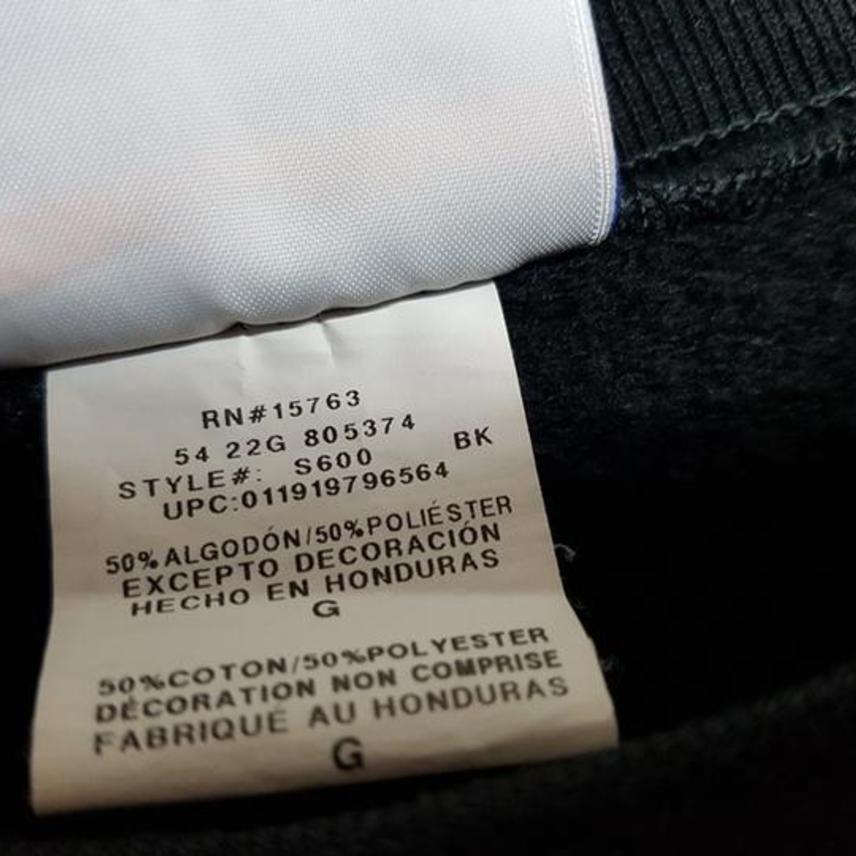 RN#15763
54 22G 805374
STYLE#: S600 BK
UPC:011919796564
50%ALGODÓN/50%POLIÉSTER
EXCEPTO DECORACIÓN
HECHO EN HONDURAS
G
50%COTON/50%POLYESTER
DÉCORATION NON COMPRISE
FABRIQUÉ AU HONDURAS
G